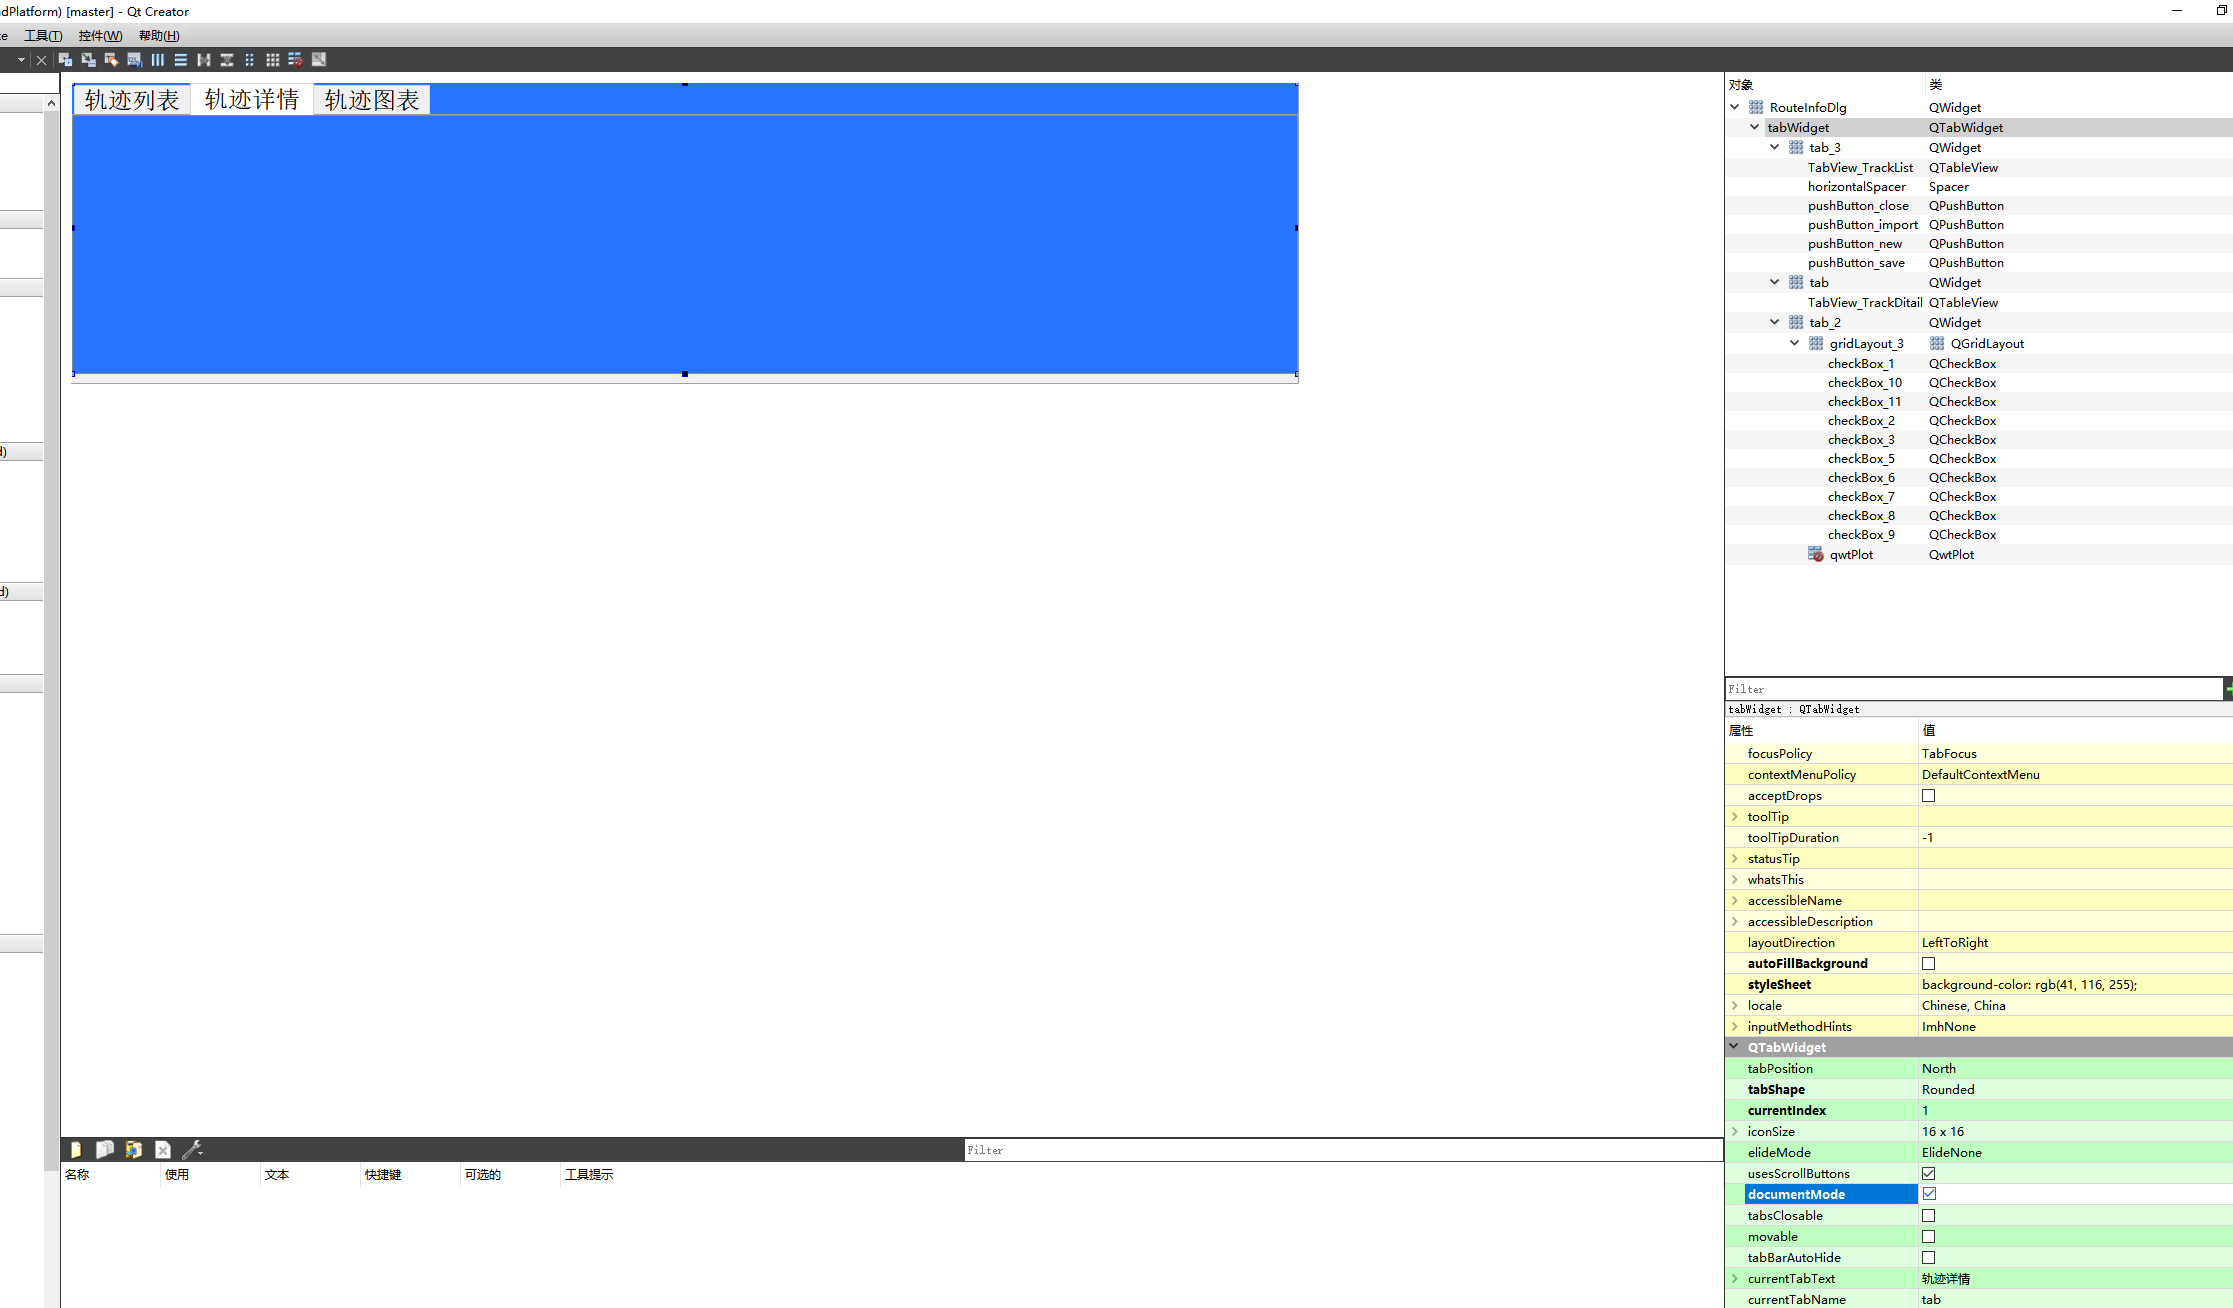 dPlatform) [master] - Qt Creator
工具(T) 控件(W) 帮助(H)
轨迹列表 轨迹详情 轨迹图表
d)
d)
对象 类
RouteInfoDlg QWidget
tabWidget QTabWidget
tab_3 QWidget
TabView_TrackList QTableView
horizontalSpacer Spacer
pushButton_close QPushButton
pushButton_import QPushButton
pushButton_new QPushButton
pushButton_save QPushButton
tab QWidget
TabView_TrackDitail QTableView
tab_2 QWidget
gridLayout_3 QGridLayout
checkBox_1 QCheckBox
checkBox_10 QCheckBox
checkBox_11 QCheckBox
checkBox_2 QCheckBox
checkBox_3 QCheckBox
checkBox_5 QCheckBox
checkBox_6 QCheckBox
checkBox_7 QCheckBox
checkBox_8 QCheckBox
checkBox_9 QCheckBox
qwtPlot QwtPlot
Filter
tabWidget : QTabWidget
属性 值
focusPolicy TabFocus
contextMenuPolicy DefaultContextMenu
acceptDrops
toolTip
toolTipDuration -1
statusTip
whatsThis
accessibleName
accessibleDescription
layoutDirection LeftToRight
autoFillBackground
styleSheet background-color: rgb(41, 116, 255);
locale Chinese, China
inputMethodHints ImhNone
QTabWidget
tabPosition North
tabShape Rounded
currentIndex 1
iconSize 16 x 16
elideMode ElideNone
usesScrollButtons
documentMode
tabsClosable
movable
tabBarAutoHide
currentTabText 轨迹详情
currentTabName tab
Filter
名称 使用 文本 快捷键 可选的 工具提示